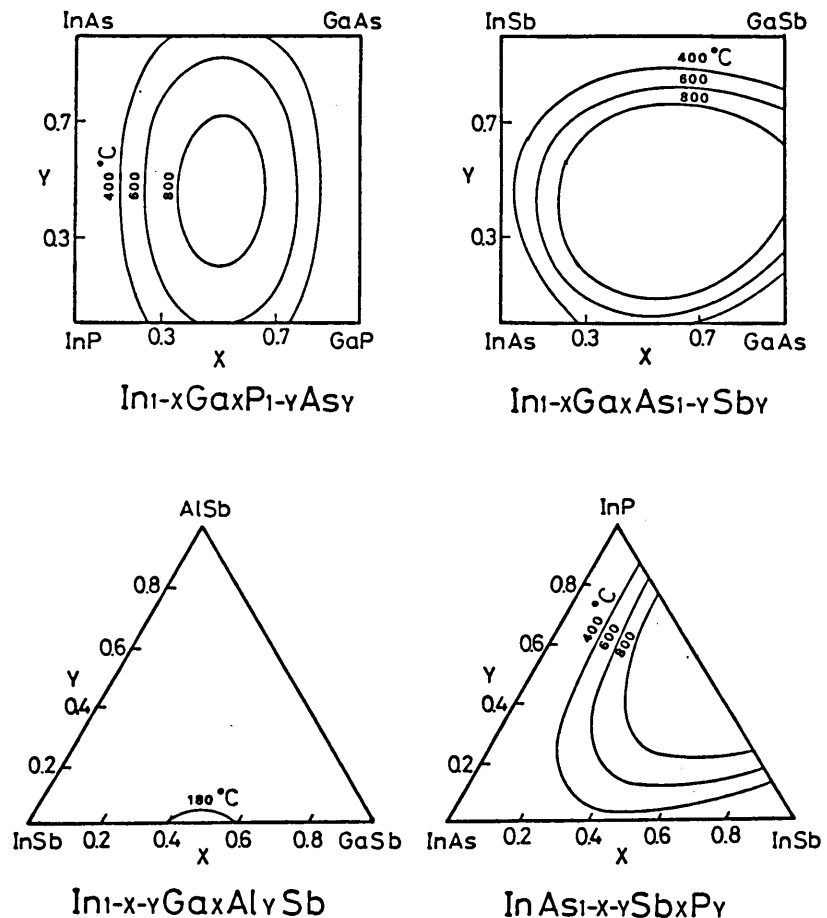 InAs GaAs
0.7
Y
400 °C 600 800
0.3
InP 0.3 0.7 GaP
X
In1-xGaxP1-yAsy
InSb GaSb
400 °C
600
800
0.7
Y
0.3
InAs 0.3 0.7 GaAs
X
In1-xGaxAs1-ySby
AlSb
0.8
0.6
Y
0.4
0.2
180 °C
InSb 0.2 0.4 0.6 0.8 GaSb
X
In1-x-yGaxAlySb
InP
0.8
400 °C
600
800
0.6
Y
0.4
0.2
InAs 0.2 0.4 0.6 0.8 InSb
X
InAs1-x-ySbxPy